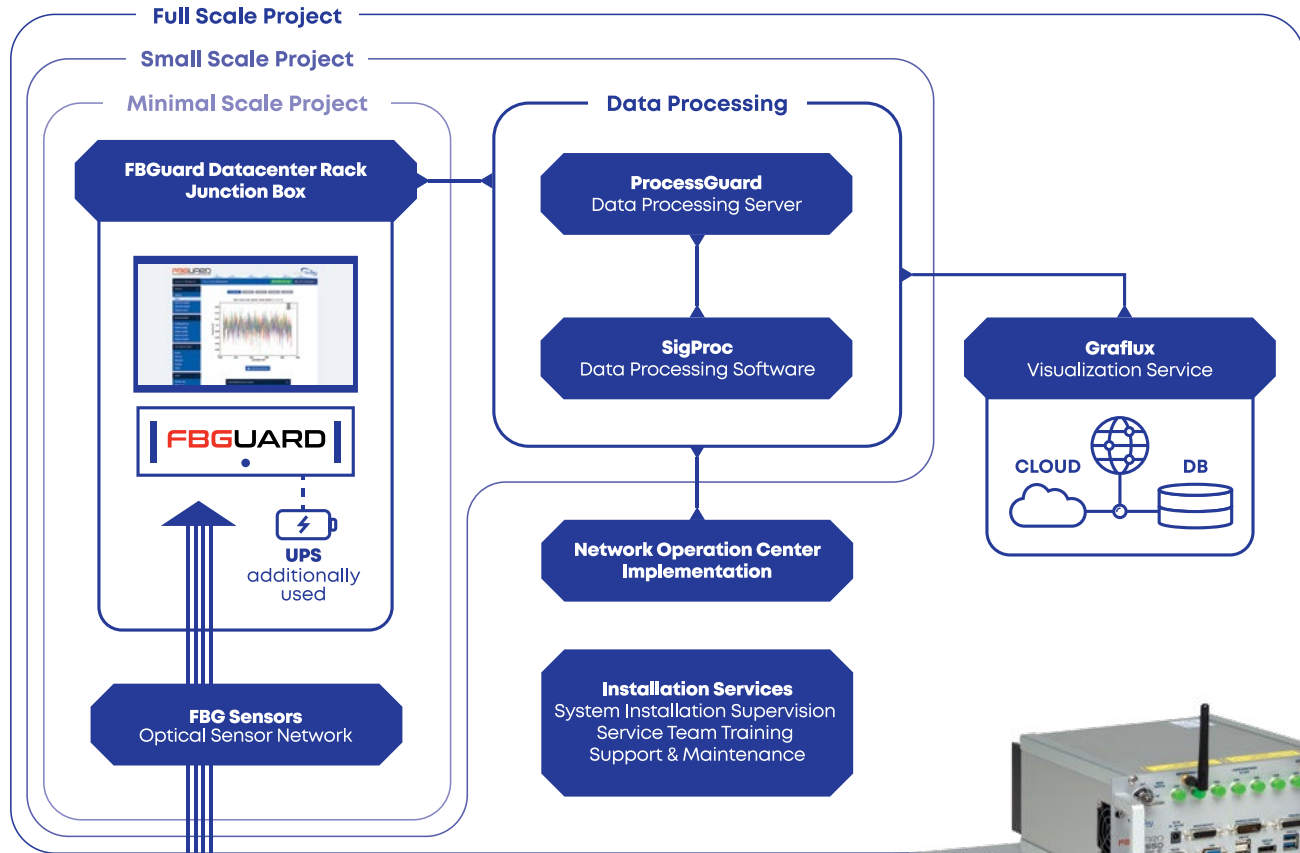 Full Scale Project
Small Scale Project
Minimal Scale Project
Data Processing
FBGuard Datacenter Rack
Junction Box
FBGUARD
FBGUARD
UPS
additionally
used
FBG Sensors
Optical Sensor Network
ProcessGuard
Data Processing Server
SigProc
Data Processing Software
Network Operation Center
Implementation
Installation Services
System Installation Supervision
Service Team Training
Support & Maintenance
Graflux
Visualization Service
CLOUD
DB